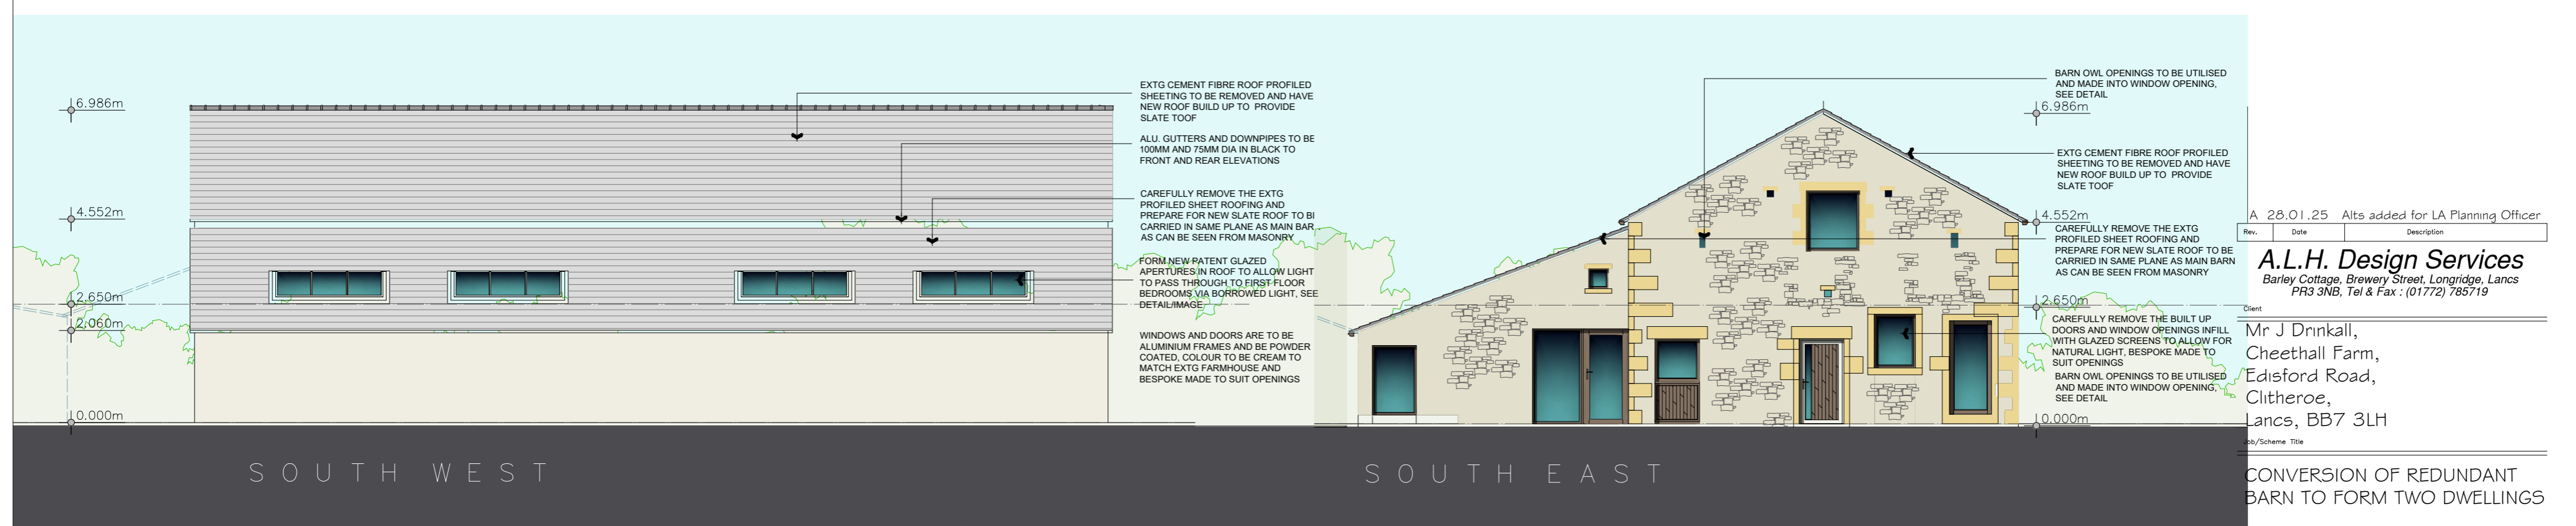 6.986m
4.552m
2.650m
2.060m
0.000m
EXTG CEMENT FIBRE ROOF PROFILED
SHEETING TO BE REMOVED AND HAVE
NEW ROOF BUILD UP TO PROVIDE
SLATE TOOF
ALU. GUTTERS AND DOWNPIPES TO BE
100MM AND 75MM DIA IN BLACK TO
FRONT AND REAR ELEVATIONS
CAREFULLY REMOVE THE EXTG
PROFILED SHEET ROOFING AND
PREPARE FOR NEW SLATE ROOF TO
CARRIED IN SAME PLANE AS MAIN BAR
AS CAN BE SEEN FROM MASONRY
FORM NEW PATENT GLAZED
APERTURES IN ROOF TO ALLOW LIGHT
TO PASS THROUGH TO FIRST FLOOR
BEDROOMS VIA BORROWED LIGHT, SEE
DETAIL/IMAGE
WINDOWS AND DOORS ARE TO BE
ALUMINIUM FRAMES AND BE POWDER
COATED, COLOUR TO BE CREAM TO
MATCH EXTG FARMHOUSE AND
BESPOKE MADE TO SUIT OPENINGS
SOUTH WEST
BARN OWL OPENINGS TO BE UTILISED
AND MADE INTO WINDOW OPENING,
SEE DETAIL
6.986m
EXTG CEMENT FIBRE ROOF PROFILED
SHEETING TO BE REMOVED AND HAVE
NEW ROOF BUILD UP TO PROVIDE
SLATE TOOF
4.552m
CAREFULLY REMOVE THE EXTG
PROFILED SHEET ROOFING AND
PREPARE FOR NEW SLATE ROOF TO BE
CARRIED IN SAME PLANE AS MAIN BARN
AS CAN BE SEEN FROM MASONRY
2.650m
CAREFULLY REMOVE THE BUILT UP
DOORS AND WINDOW OPENINGS INFILL
WITH GLAZED SCREENS TO ALLOW FOR
NATURAL LIGHT, BESPOKE MADE TO
SUIT OPENINGS
BARN OWL OPENINGS TO BE UTILISED
AND MADE INTO WINDOW OPENING,
SEE DETAIL
0.000m
SOUTH EAST
A 28.01.25 Alts added for LA Planning Officer
Rev. Date Description
A.L.H. Design Services
Barley Cottage, Brewery Street, Longridge, Lancs
PR3 3NB, Tel & Fax : (01772) 785719
Client
Mr J Drinkall,
Cheethall Farm,
Edisford Road,
Clitheroe,
Lancs, BB7 3LH
Job/Scheme Title
CONVERSION OF REDUNDANT
BARN TO FORM TWO DWELLINGS